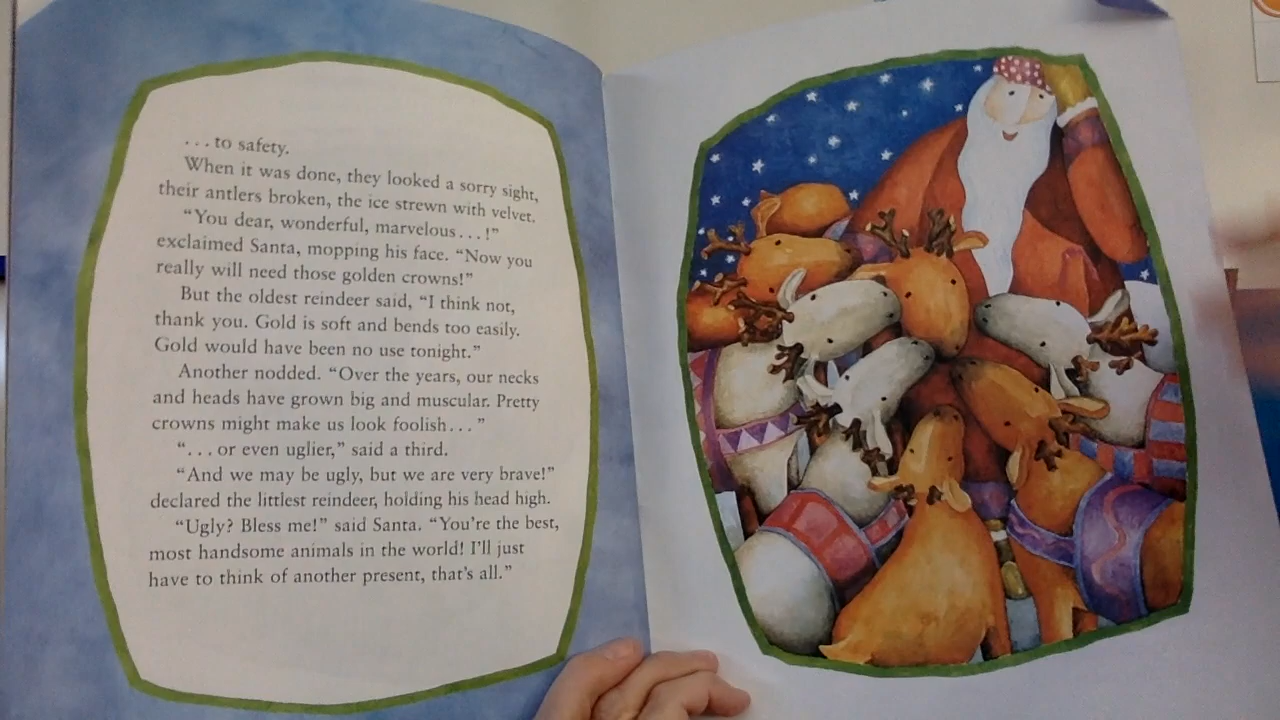 ...to safety.
When it was done, they looked a sorry sight,
their antlers broken, the ice strewn with velvet.
“You dear, wonderful, marvelous...!”
exclaimed Santa, mopping his face. “Now you
really will need those golden crowns!”
But the oldest reindeer said, “I think not,
thank you. Gold is soft and bends too easily.
Gold would have been no use tonight.”
Another nodded. “Over the years, our necks
and heads have grown big and muscular. Pretty
crowns might make us look foolish...”
“...or even uglier,” said a third.
“And we may be ugly, but we are very brave!”
declared the littlest reindeer, holding his head high.
“Ugly? Bless me!” said Santa. “You’re the best,
most handsome animals in the world! I’ll just
have to think of another present, that’s all.”